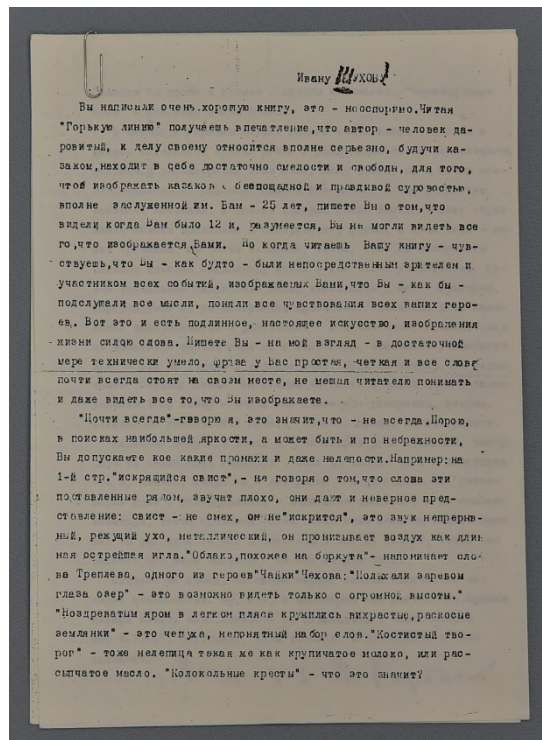 Ивану Шухову
Вы написали очень хорошую книгу, это - неоспоримо. Читая
"Горькую линию" получаешь впечатление, что автор - человек да-
ровитый, к делу своему относится вполне серьезно, будучи ка-
заком, находит в себе достаточно смелости и свободы, для того,
чтоб изображать казаков с беспощадной и правдивой суровостью,
вполне заслуженной им. Вам - 25 лет, пишете Вы о том, что
видели когда Вам было 12 и, разумеется, Вы не могли видеть все
го, что изображается Вами. Но когда читаешь Вашу книгу - чув-
ствуешь, что Вы - как будто - были непосредственным зрителем и
участником всех событий, изображаемых Вами, что Вы - как бы -
подслушали все мысли, поняли все чувствования всех ваших геро-
ев. Вот это и есть подлинное, настоящее искусство, изображения
жизни силою слова. Пишете Вы - на мой взгляд - в достаточной
мере технически умело, фраза у Вас простая, четкая и все слова
почти всегда стоят на своем месте, не мешая читателю понимать
и даже видеть все то, что Вы изображаете.
"Почти всегда" - говорю я, это значит, что - не всегда. Порою,
в поисках наибольшей яркости, а может быть и по небрежности,
Вы допускаете кое какие промахи и даже нелепости. Например: на
1-й стр. "искрящийся свист", - не говоря о том, что слова эти
поставленные рядом, звучат плохо, они дают и неверное пред-
ставление: свист - не смех, он не "искрится", это звук непрерыв-
ный, режущий ухо, металлический, он пронизывает воздух как длин
ная острейшая игла. "Облако, похожее на беркута" - напоминает сло-
ва Треплева, одного из героев "Чайки" Чехова: "Полыхали заревом
глаза озер" - это возможно видеть только с огромной высоты."
"Ноздреватым яром в легком плясе кружились вихрастые, раскосые
землянки" - это чепуха, непонятный набор слов. "Костистый тво-
рог" - тоже нелепица такая же как крупичатое молоко, или рас-
сыпчатое масло. "Колокольные кресты" - что это значит?